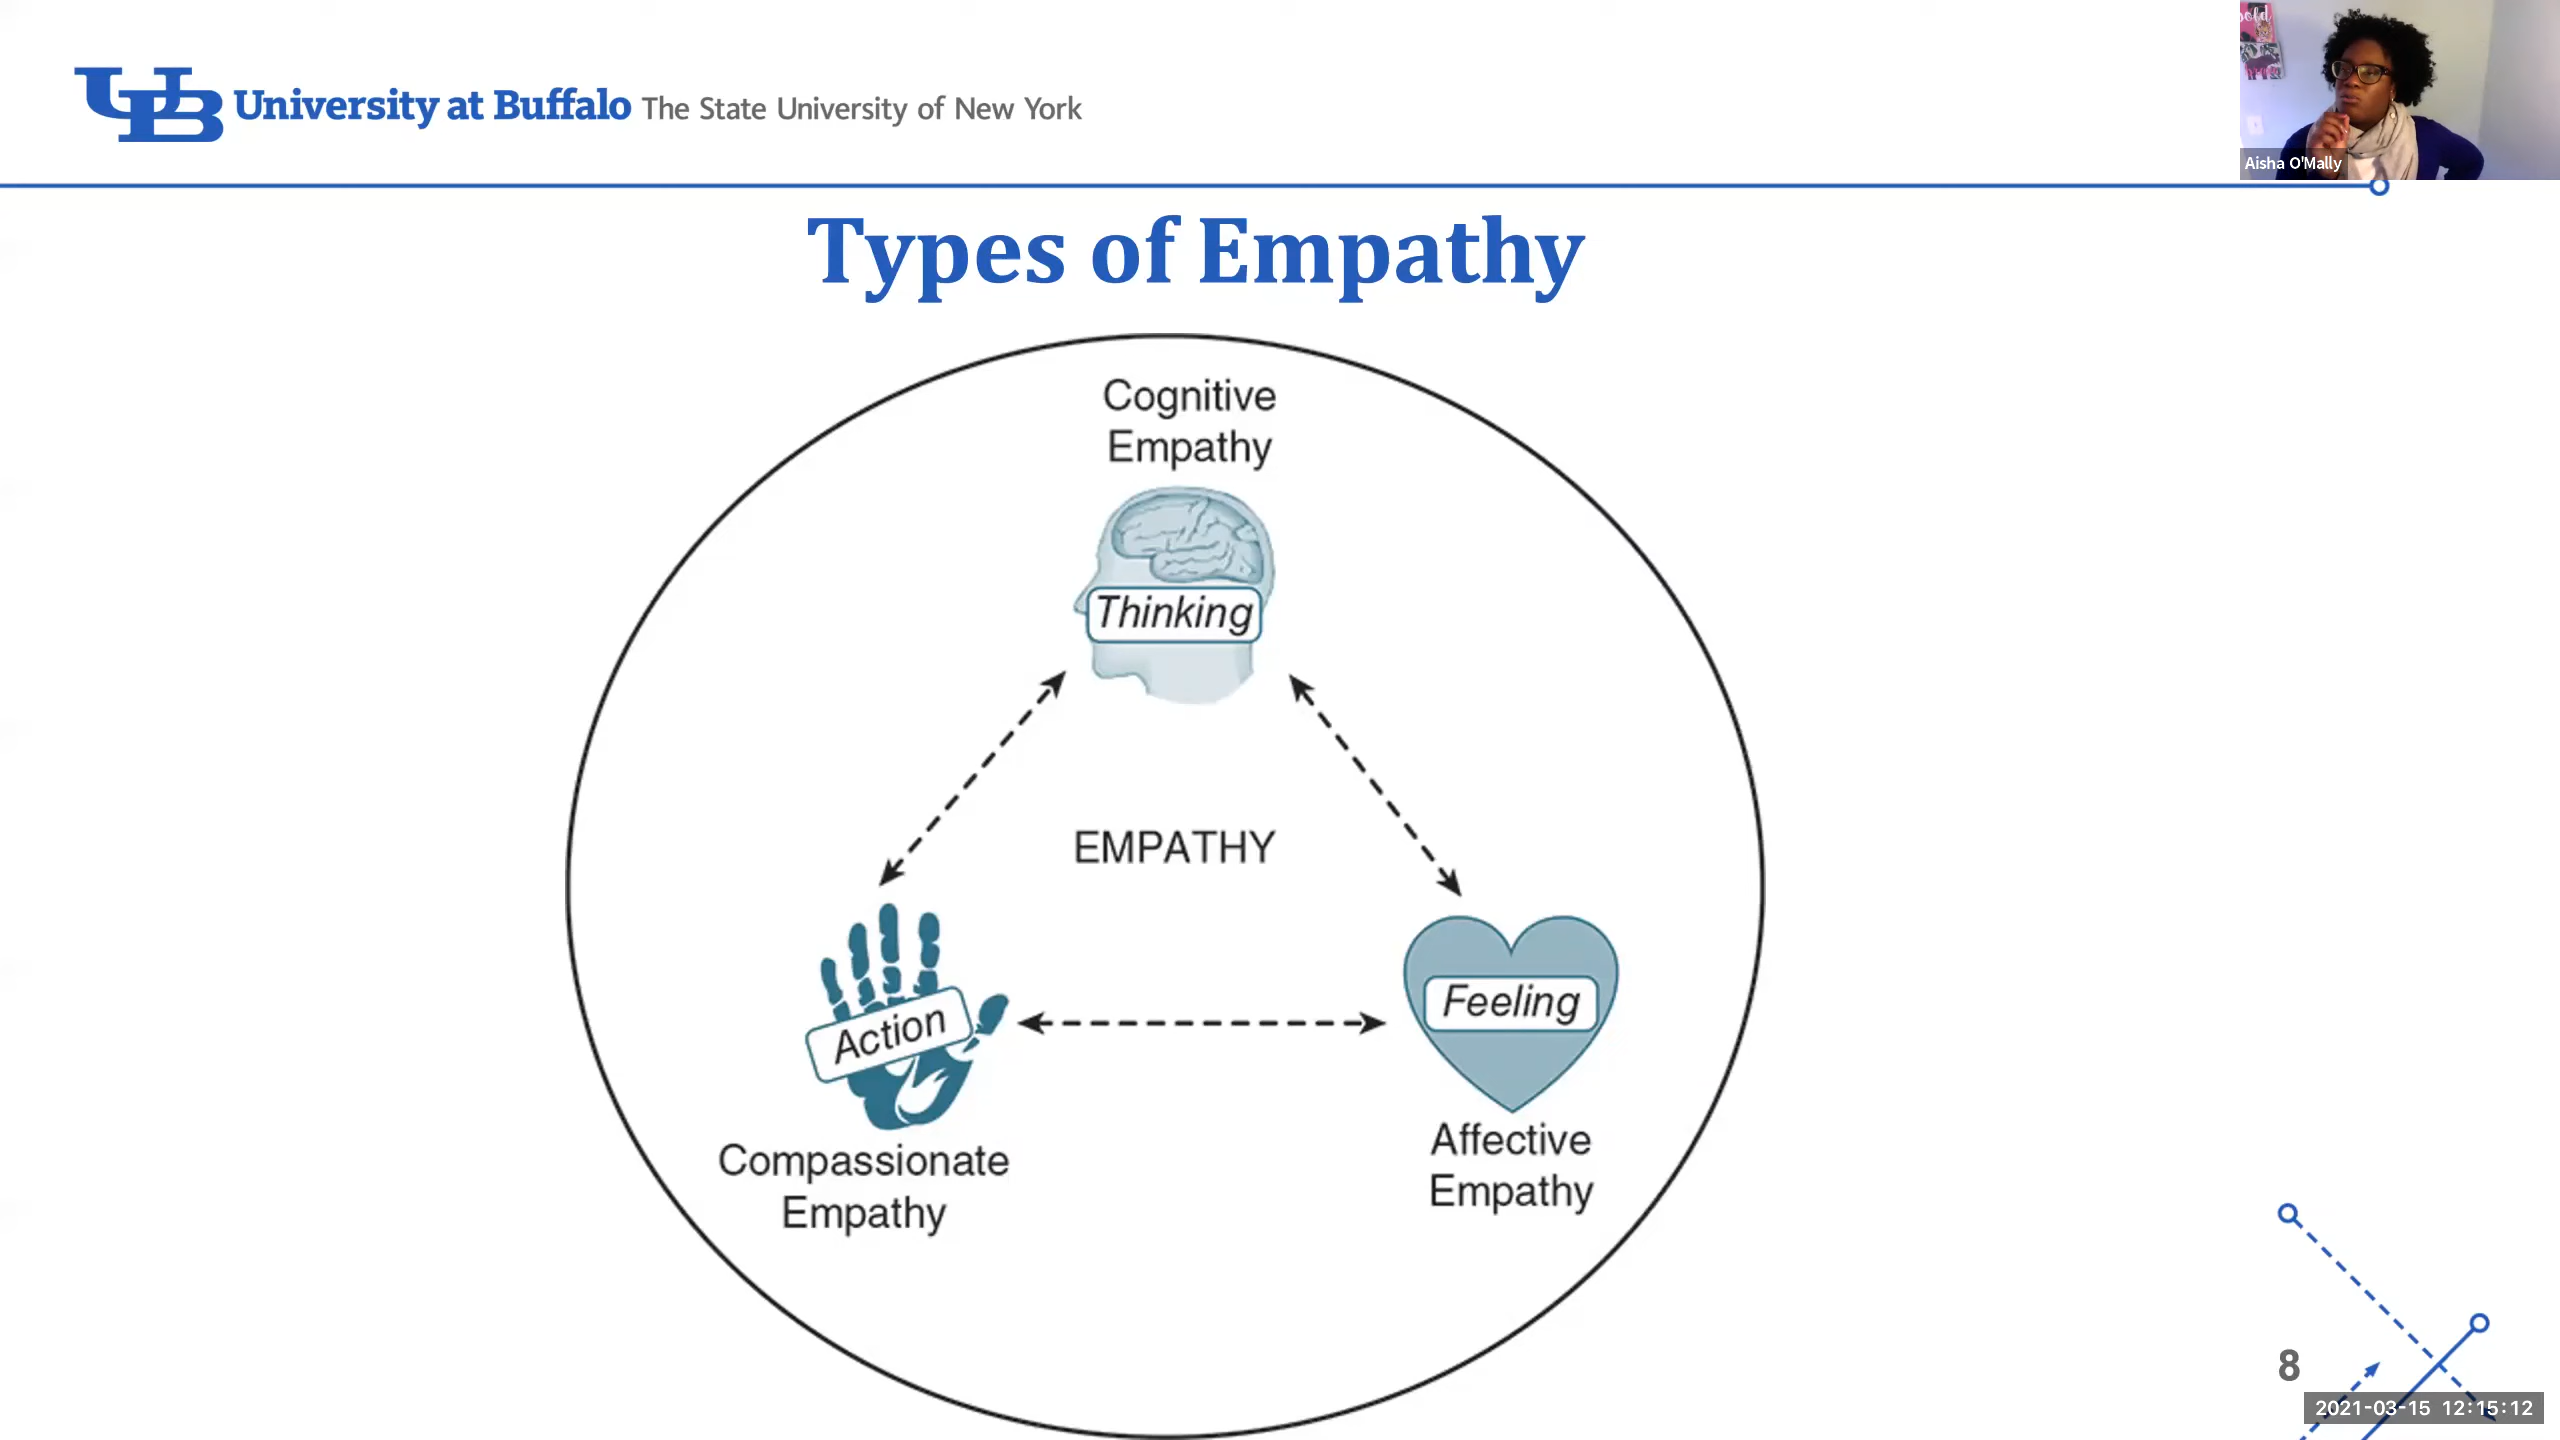 University at Buffalo The State University of New York
bold
Aisha O'Mally
Types of Empathy
Cognitive
Empathy
Thinking
EMPATHY
Action
Feeling
Compassionate
Empathy
Affective
Empathy
8
2021-03-15 12:15:12